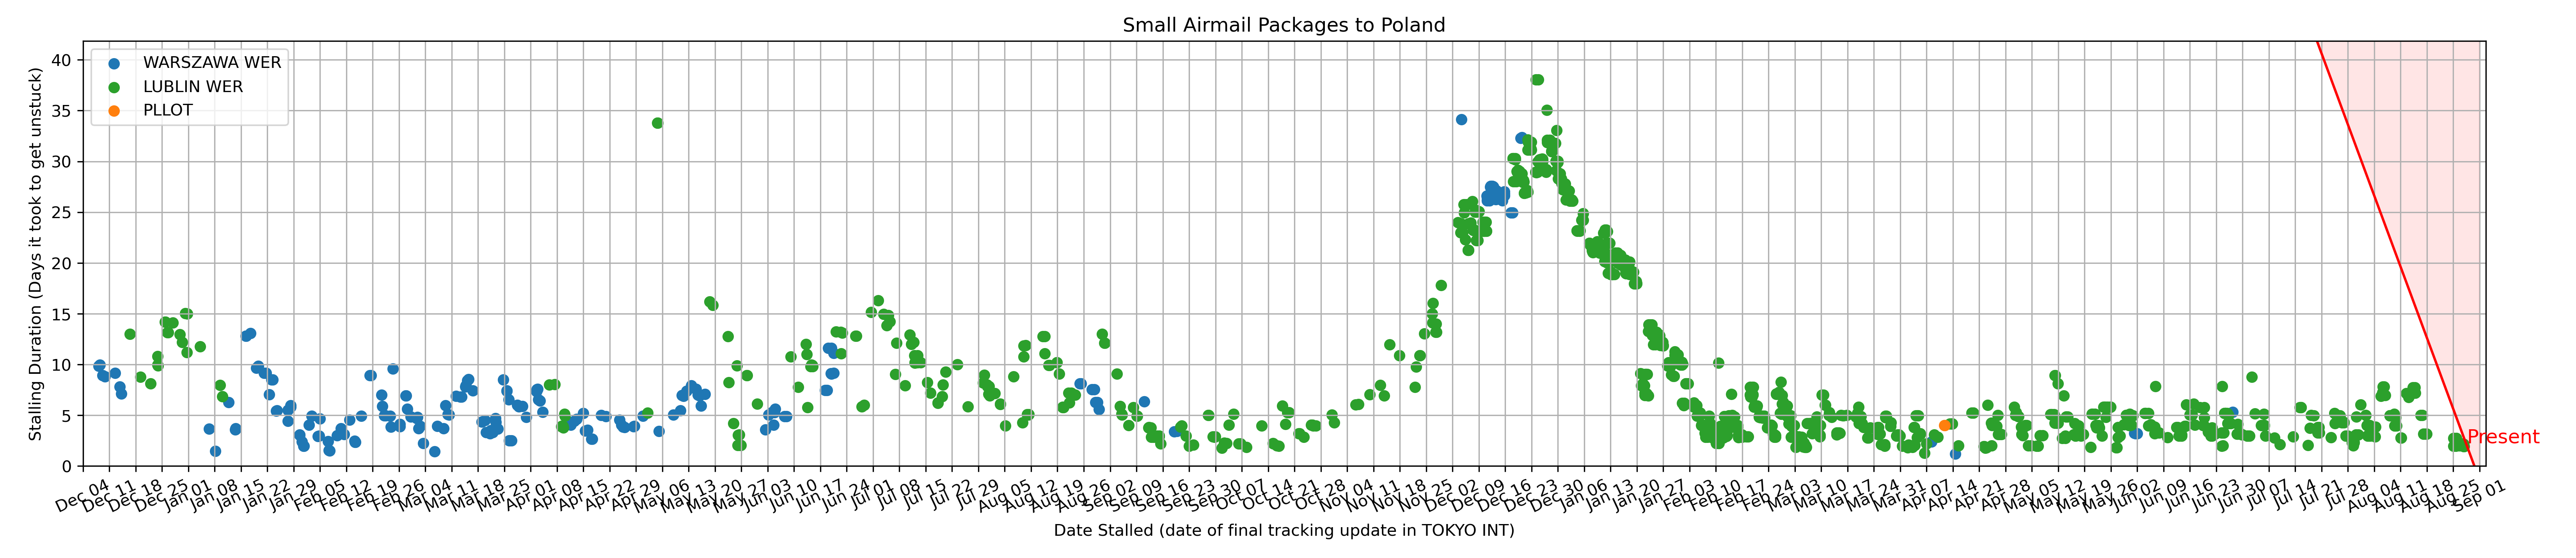 Small Airmail Packages to Poland
WARSZAWA WER
LUBLIN WER
PLLOT
Stalling Duration (Days it took to get unstuck)
40
35
30
25
20
15
10
5
0
Present
Dec 04 Dec 11 Dec 18 Dec 25 Jan 01 Jan 08 Jan 15 Jan 22 Jan 29 Feb 05 Feb 12 Feb 19 Feb 26 Mar 04 Mar 11 Mar 18 Mar 25 Apr 01 Apr 08 Apr 15 Apr 22 Apr 29 May 06 May 13 May 20 May 27 Jun 03 Jun 10 Jun 17 Jun 24 Jul 01 Jul 08 Jul 15 Jul 22 Jul 29 Aug 05 Aug 12 Aug 19 Aug 26 Sep 02 Sep 09 Sep 16 Sep 23 Sep 30 Oct 07 Oct 14 Oct 21 Oct 28 Nov 04 Nov 11 Nov 18 Nov 25 Dec 02 Dec 09 Dec 16 Dec 23 Dec 30 Jan 06 Jan 13 Jan 20 Jan 27 Feb 03 Feb 10 Feb 17 Feb 24 Mar 03 Mar 10 Mar 17 Mar 24 Mar 31 Apr 07 Apr 14 Apr 21 Apr 28 May 05 May 12 May 19 May 26 Jun 02 Jun 09 Jun 16 Jun 23 Jun 30 Jul 07 Jul 14 Jul 21 Jul 28 Aug 04 Aug 11 Aug 18 Aug 25 Sep 01
Date Stalled (date of final tracking update in TOKYO INT)